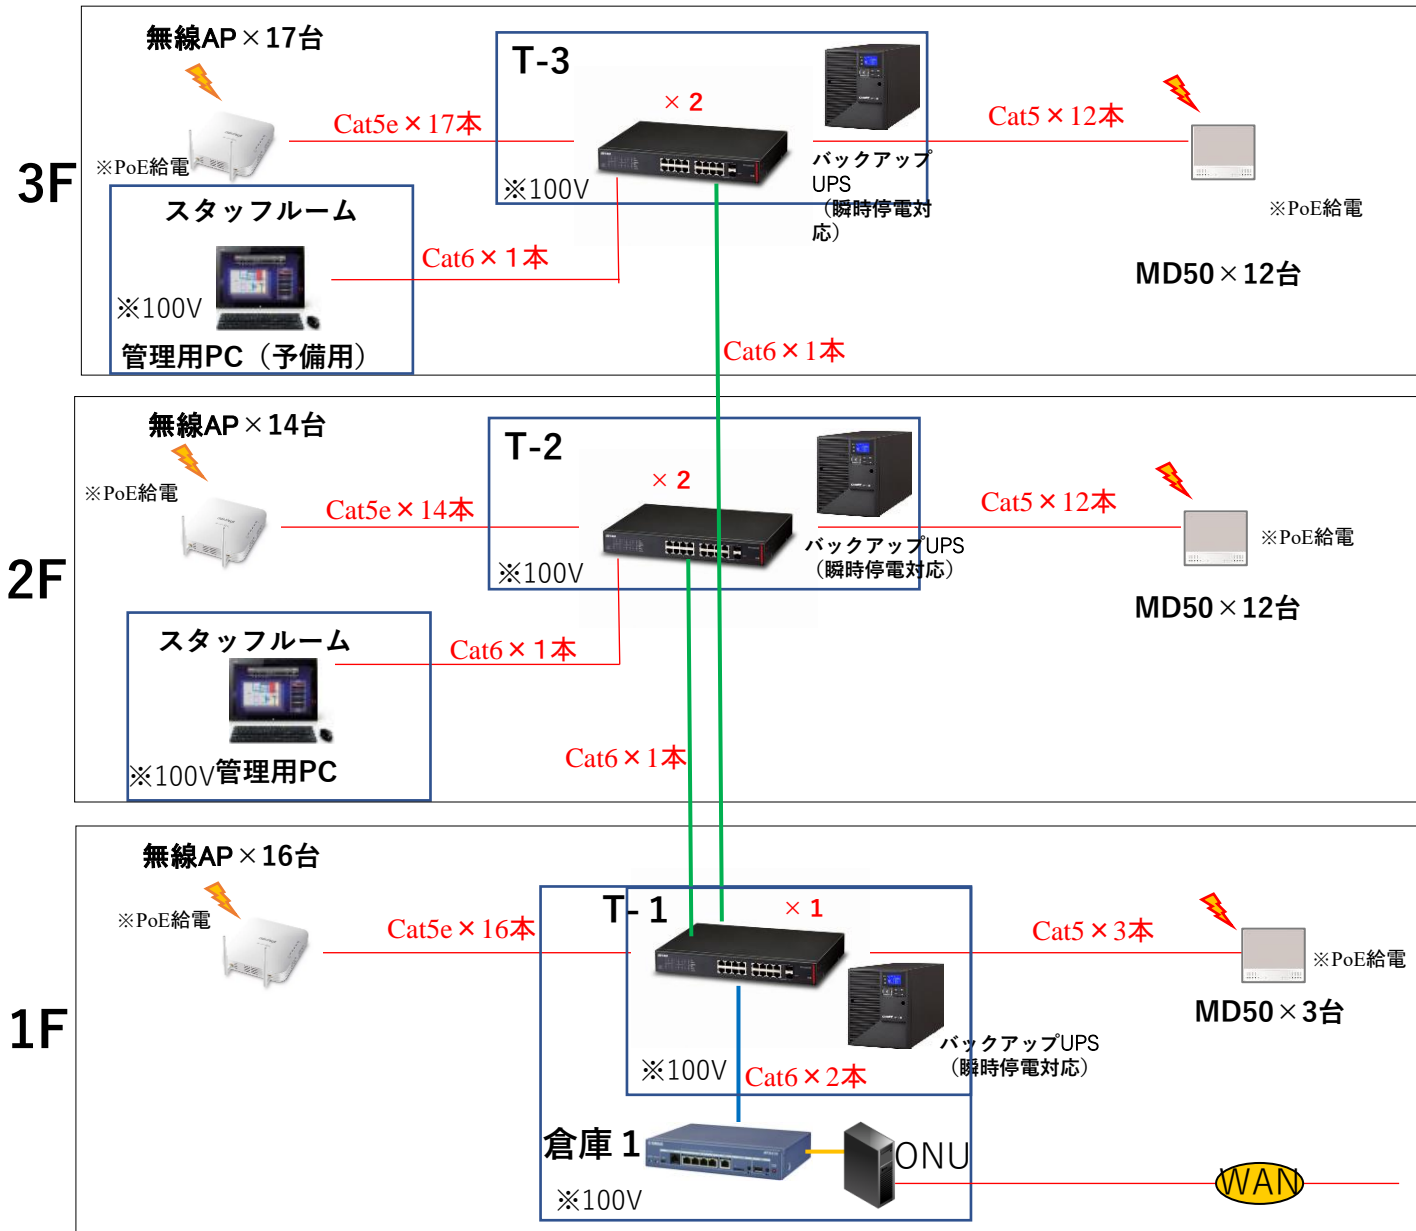 無線AP×17台
T-3
× 2
Cat5e×17本
Cat5×12本
※PoE給電
※100V
バックアップ
UPS
（瞬時停電対
応）
※PoE給電
3F
スタッフルーム
Cat6×１本
※100V
MD50×12台
管理用PC（予備用）
Cat6×1本
無線AP×14台
T-2
× 2
※PoE給電
Cat5e×14本
Cat5×12本
※PoE給電
バックアップUPS
（瞬時停電対応）
※100V
2F
MD50×12台
スタッフルーム
Cat6×１本
Cat6×1本
※100V管理用PC
無線AP×16台
T-１
× 1
※PoE給電
Cat5e×16本
Cat5×3本
※PoE給電
MD50×3台
1F
バックアップUPS
（瞬時停電対応）
※100V
Cat6×2本
倉庫１
ONU
WAN
※100V